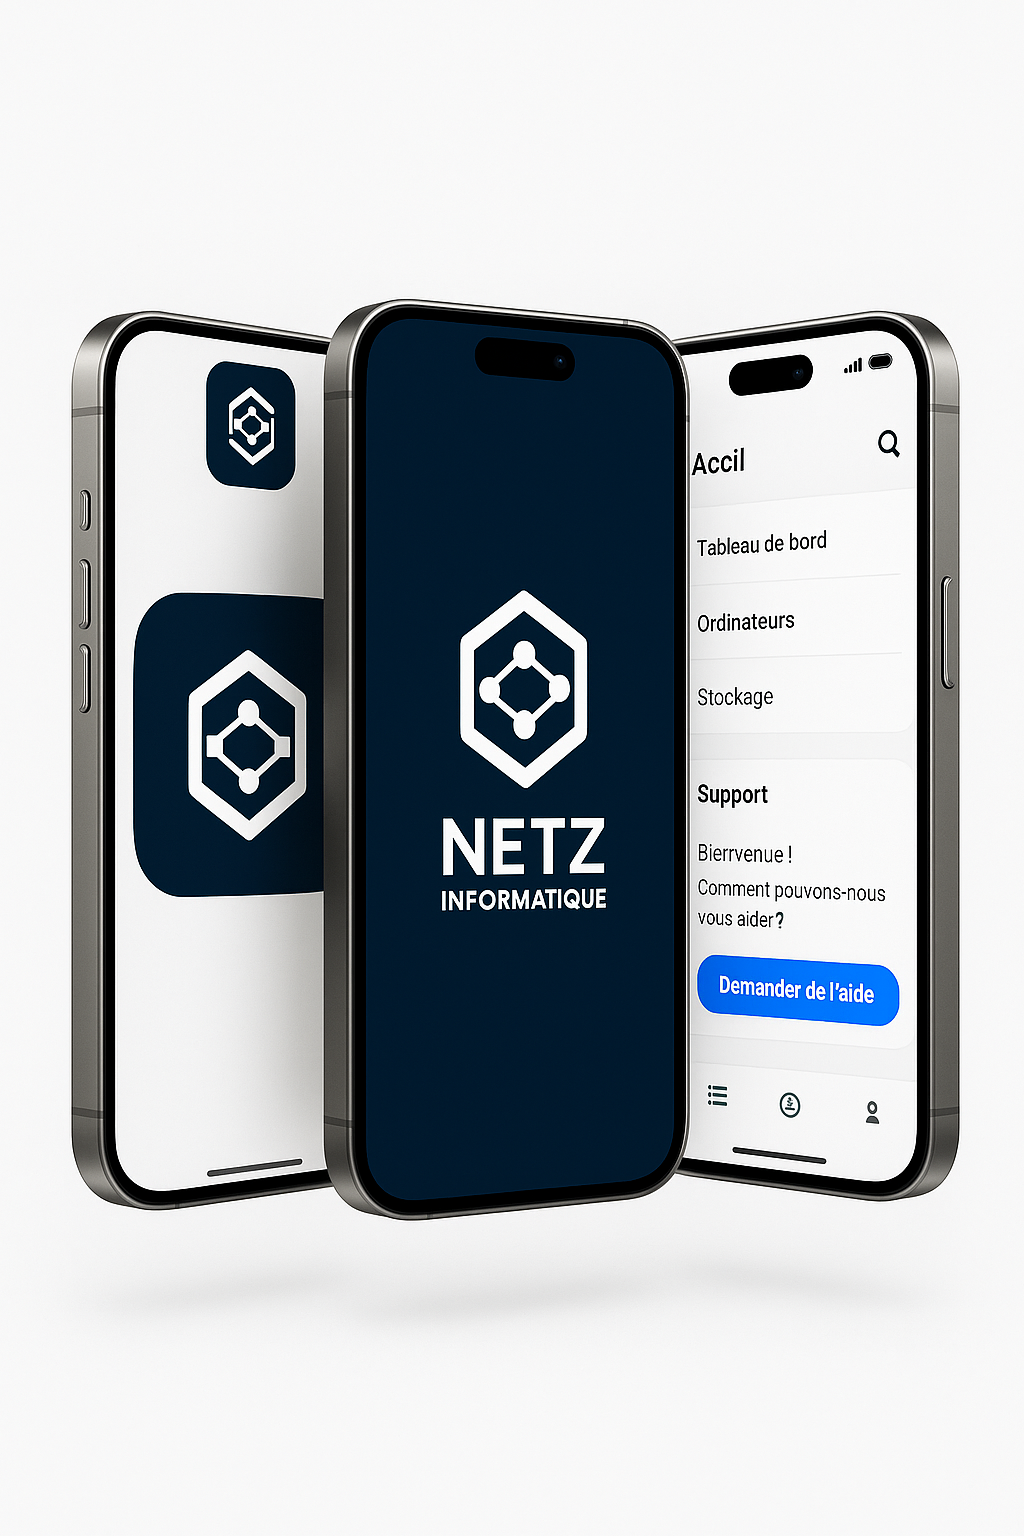 NETZ
INFORMATIQUE
Accil
Tableau de bord
Ordinateurs
Stockage
Support
Bierrvenue !
Comment pouvons-nous
vous aider?
Demander de l'aide